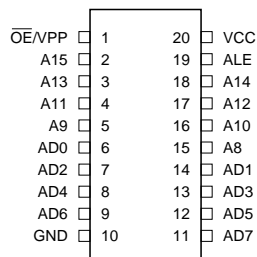 O̅E̅/VPP 1 20 VCC
A15 2 19 ALE
A13 3 18 A14
A11 4 17 A12
A9 5 16 A10
AD0 6 15 A8
AD2 7 14 AD1
AD4 8 13 AD3
AD6 9 12 AD5
GND 10 11 AD7